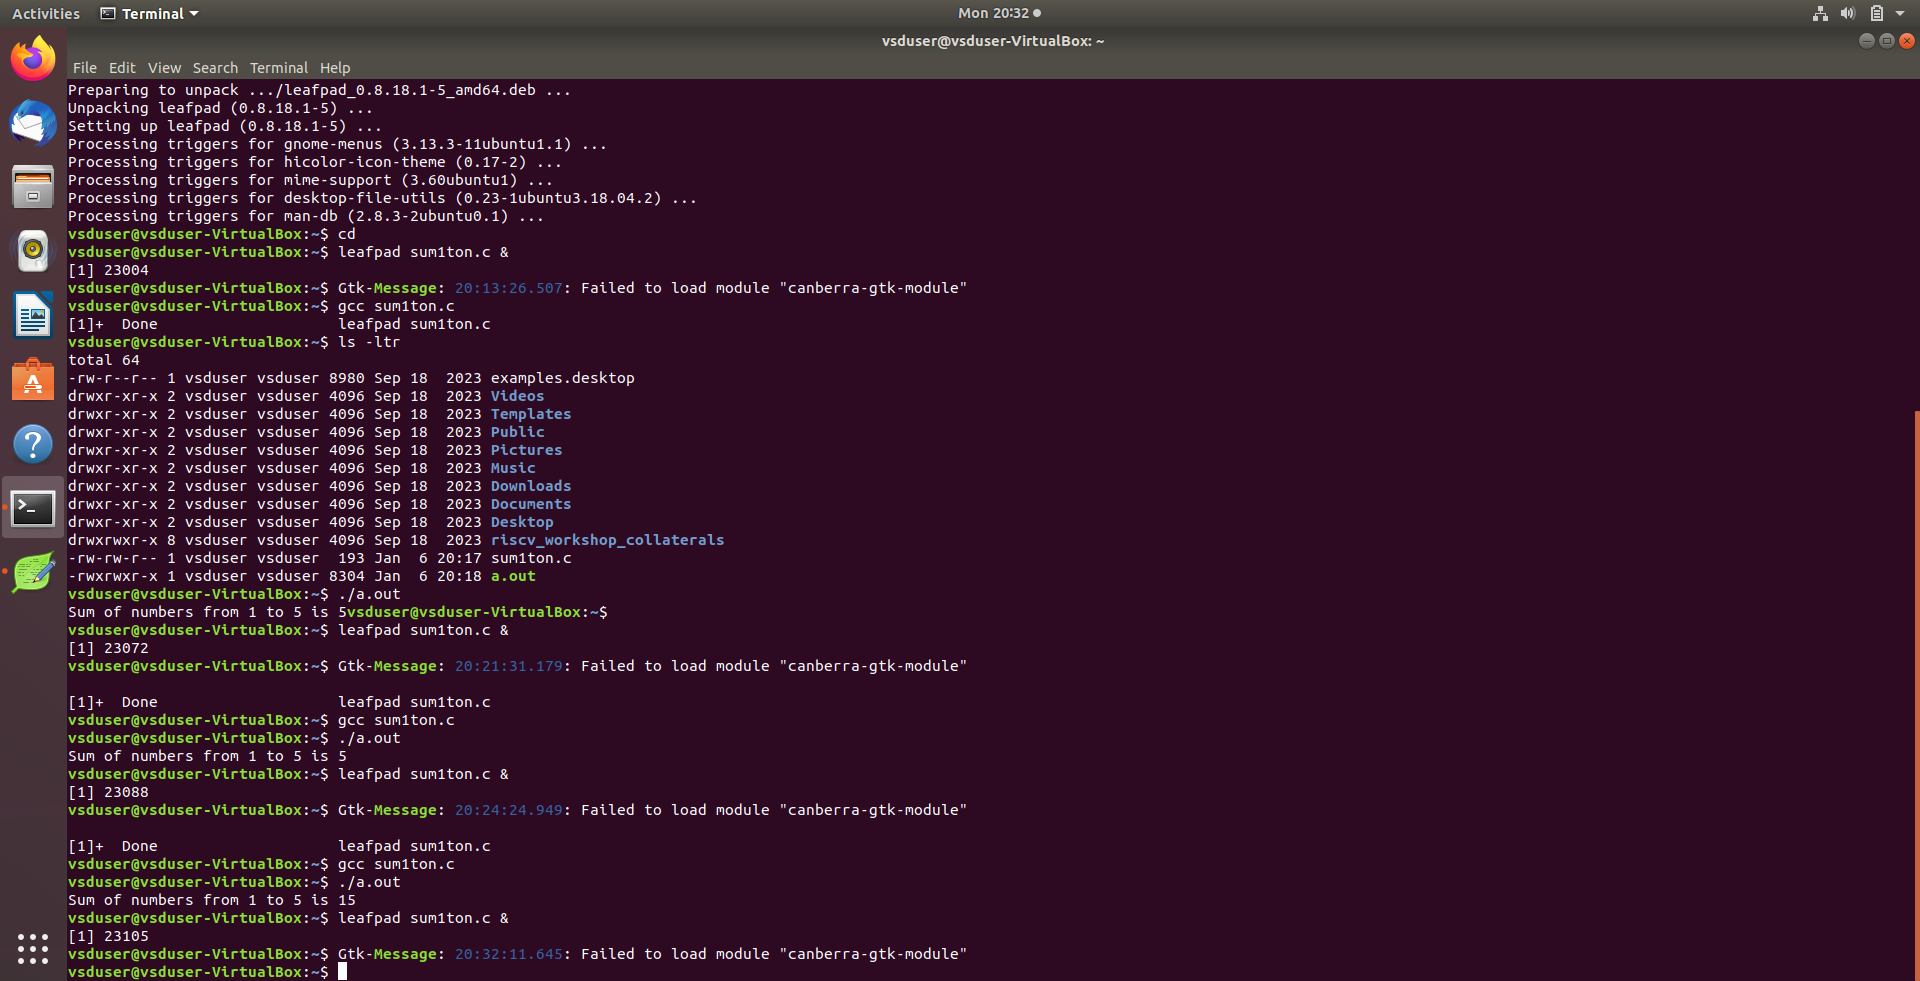 Activities Terminal Mon 20:32
vsduser@vsduser-VirtualBox: ~
File Edit View Search Terminal Help
Preparing to unpack .../leafpad_0.8.18.1-5_amd64.deb ...
Unpacking leafpad (0.8.18.1-5) ...
Setting up leafpad (0.8.18.1-5) ...
Processing triggers for gnome-menus (3.13.3-11ubuntu1.1) ...
Processing triggers for hicolor-icon-theme (0.17-2) ...
Processing triggers for mime-support (3.60ubuntu1) ...
Processing triggers for desktop-file-utils (0.23-1ubuntu3.18.04.2) ...
Processing triggers for man-db (2.8.3-2ubuntu0.1) ...
vsduser@vsduser-VirtualBox:~$ cd
vsduser@vsduser-VirtualBox:~$ leafpad sum1ton.c &
[1] 23004
vsduser@vsduser-VirtualBox:~$ Gtk-Message: 20:13:26.507: Failed to load module "canberra-gtk-module"
vsduser@vsduser-VirtualBox:~$ gcc sum1ton.c
[1]+  Done                    leafpad sum1ton.c
vsduser@vsduser-VirtualBox:~$ ls -ltr
total 64
-rw-r--r-- 1 vsduser vsduser 8980 Sep 18  2023 examples.desktop
drwxr-xr-x 2 vsduser vsduser 4096 Sep 18  2023 Videos
drwxr-xr-x 2 vsduser vsduser 4096 Sep 18  2023 Templates
drwxr-xr-x 2 vsduser vsduser 4096 Sep 18  2023 Public
drwxr-xr-x 2 vsduser vsduser 4096 Sep 18  2023 Pictures
drwxr-xr-x 2 vsduser vsduser 4096 Sep 18  2023 Music
drwxr-xr-x 2 vsduser vsduser 4096 Sep 18  2023 Downloads
drwxr-xr-x 2 vsduser vsduser 4096 Sep 18  2023 Documents
drwxr-xr-x 2 vsduser vsduser 4096 Sep 18  2023 Desktop
drwxrwxr-x 8 vsduser vsduser 4096 Sep 18  2023 riscv_workshop_collaterals
-rw-rw-r-- 1 vsduser vsduser  193 Jan  6 20:17 sum1ton.c
-rwxrwxr-x 1 vsduser vsduser 8304 Jan  6 20:18 a.out
vsduser@vsduser-VirtualBox:~$ ./a.out
Sum of numbers from 1 to 5 is 5vsduser@vsduser-VirtualBox:~$
vsduser@vsduser-VirtualBox:~$ leafpad sum1ton.c &
[1] 23072
vsduser@vsduser-VirtualBox:~$ Gtk-Message: 20:21:31.179: Failed to load module "canberra-gtk-module"
[1]+  Done                    leafpad sum1ton.c
vsduser@vsduser-VirtualBox:~$ gcc sum1ton.c
vsduser@vsduser-VirtualBox:~$ ./a.out
Sum of numbers from 1 to 5 is 5
vsduser@vsduser-VirtualBox:~$ leafpad sum1ton.c &
[1] 23088
vsduser@vsduser-VirtualBox:~$ Gtk-Message: 20:24:24.949: Failed to load module "canberra-gtk-module"
[1]+  Done                    leafpad sum1ton.c
vsduser@vsduser-VirtualBox:~$ gcc sum1ton.c
vsduser@vsduser-VirtualBox:~$ ./a.out
Sum of numbers from 1 to 5 is 15
vsduser@vsduser-VirtualBox:~$ leafpad sum1ton.c &
[1] 23105
vsduser@vsduser-VirtualBox:~$ Gtk-Message: 20:32:11.645: Failed to load module "canberra-gtk-module"
vsduser@vsduser-VirtualBox:~$